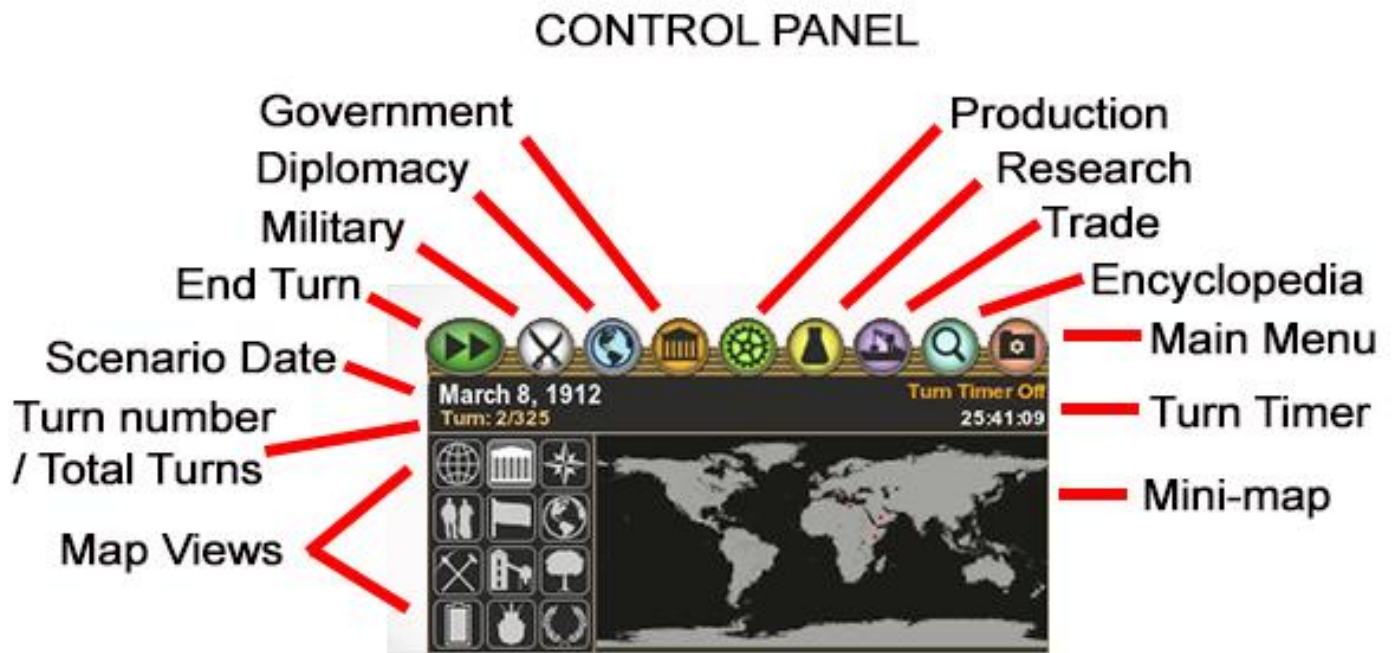 CONTROL PANEL
Government
Diplomacy
Military
End Turn
Scenario Date
Turn number
/ Total Turns
Map Views
Production
Research
Trade
Encyclopedia
Main Menu
Turn Timer
Mini-map
March 8, 1912
Turn: 2/325
Turn Timer Off
25:41:09